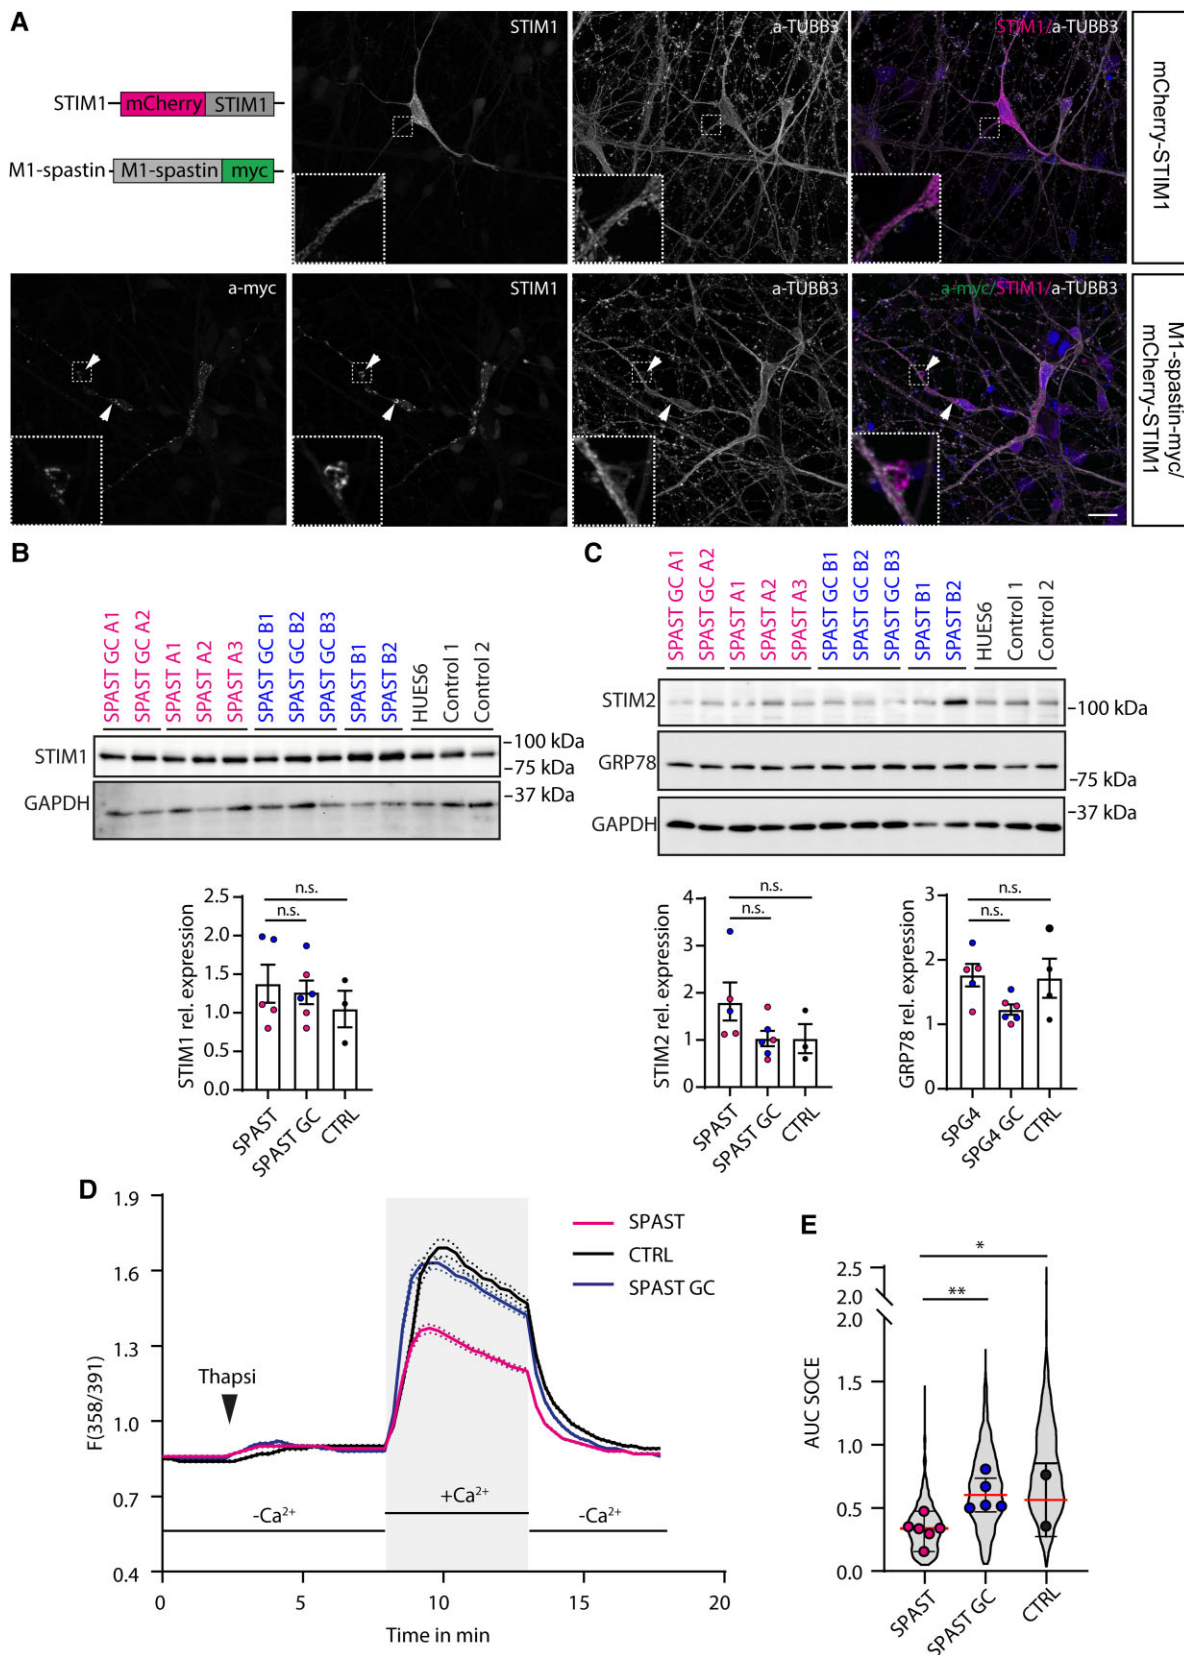 A
STIM1
mCherry
STIM1
M1-spastin
M1-spastin
myc
STIM1
a-TUBB3
STIM1/a-TUBB3
mCherry-STIM1
a-myc
STIM1
a-TUBB3
a-myc/STIM1/a-TUBB3
M1-spastin-myc/
mCherry-STIM1
B
SPAST GC A1
SPAST GC A2
SPAST A1
SPAST A2
SPAST A3
SPAST GC B1
SPAST GC B2
SPAST GC B3
SPAST B1
SPAST B2
HUES6
Control 1
Control 2
STIM1
–100 kDa
–75 kDa
GAPDH
–37 kDa
n.s.
n.s.
STIM1 rel. expression
2.5
2.0
1.5
1.0
0.5
0.0
SPAST
SPAST GC
CTRL
C
SPAST GC A1
SPAST GC A2
SPAST A1
SPAST A2
SPAST A3
SPAST GC B1
SPAST GC B2
SPAST GC B3
SPAST B1
SPAST B2
HUES6
Control 1
Control 2
STIM2
–100 kDa
GRP78
–75 kDa
GAPDH
–37 kDa
n.s.
n.s.
STIM2 rel. expression
4
3
2
1
0
SPAST
SPAST GC
CTRL
n.s.
n.s.
GRP78 rel. expression
3
2
1
0
SPG4
SPG4 GC
CTRL
D
F(358/391)
1.9
1.6
1.3
1.0
0.7
0.4
Thapsi
SPAST
CTRL
SPAST GC
-Ca²⁺
+Ca²⁺
-Ca²⁺
0
5
10
15
20
Time in min
E
*
**
AUC SOCE
2.5
2.0
2.0
1.5
1.0
0.5
0.0
SPAST
SPAST GC
CTRL